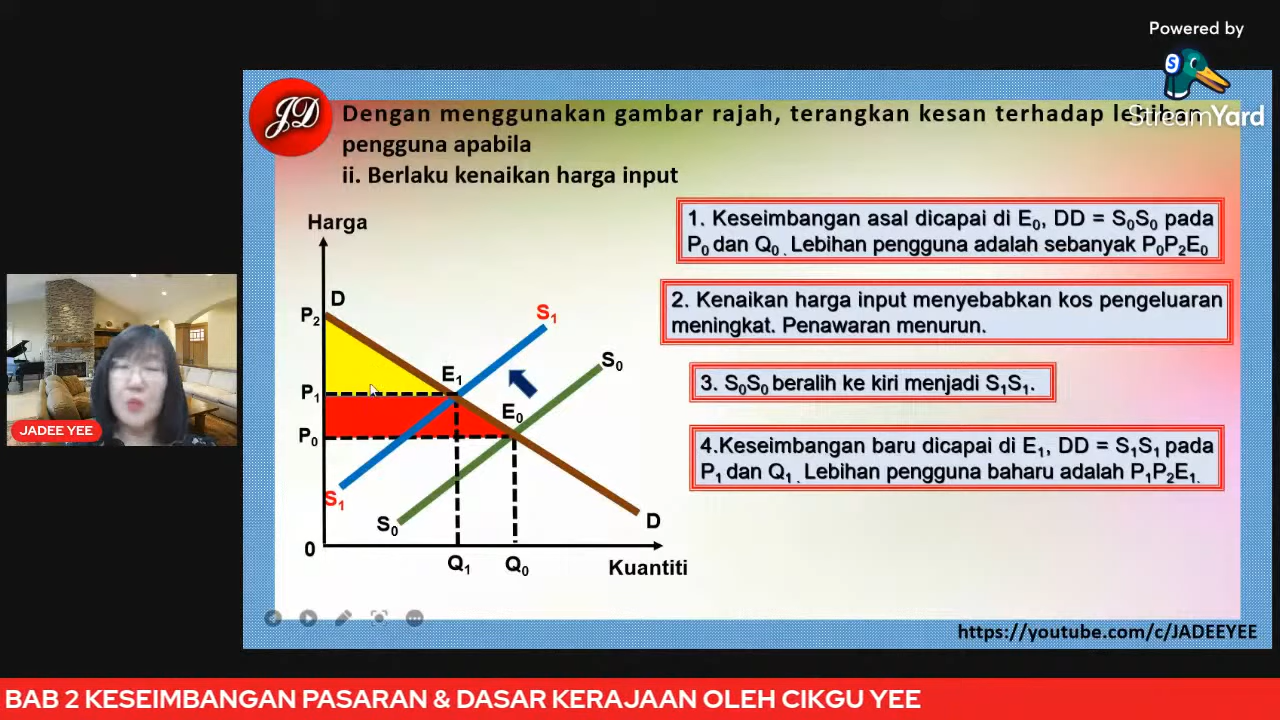 Powered by
S
StreamYard
JD
Dengan menggunakan gambar rajah, terangkan kesan terhadap
pengguna apabila
ii. Berlaku kenaikan harga input
Harga
1. Keseimbangan asal dicapai di E₀, DD = S₀S₀ pada
P₀ dan Q₀. Lebihan pengguna adalah sebanyak P₀P₂E₀
2. Kenaikan harga input menyebabkan kos pengeluaran
meningkat. Penawaran menurun.
3. S₀S₀ beralih ke kiri menjadi S₁S₁.
4.Keseimbangan baru dicapai di E₁, DD = S₁S₁ pada
P₁ dan Q₁. Lebihan pengguna baharu adalah P₁P₂E₁.
D
P₂
S₁
S₀
E₁
P₁
E₀
P₀
S₁
S₀
D
0
Q₁
Q₀
Kuantiti
JADEE YEE
https://youtube.com/c/JADEEYEE
BAB 2 KESEIMBANGAN PASARAN & DASAR KERAJAAN OLEH CIKGU YEE